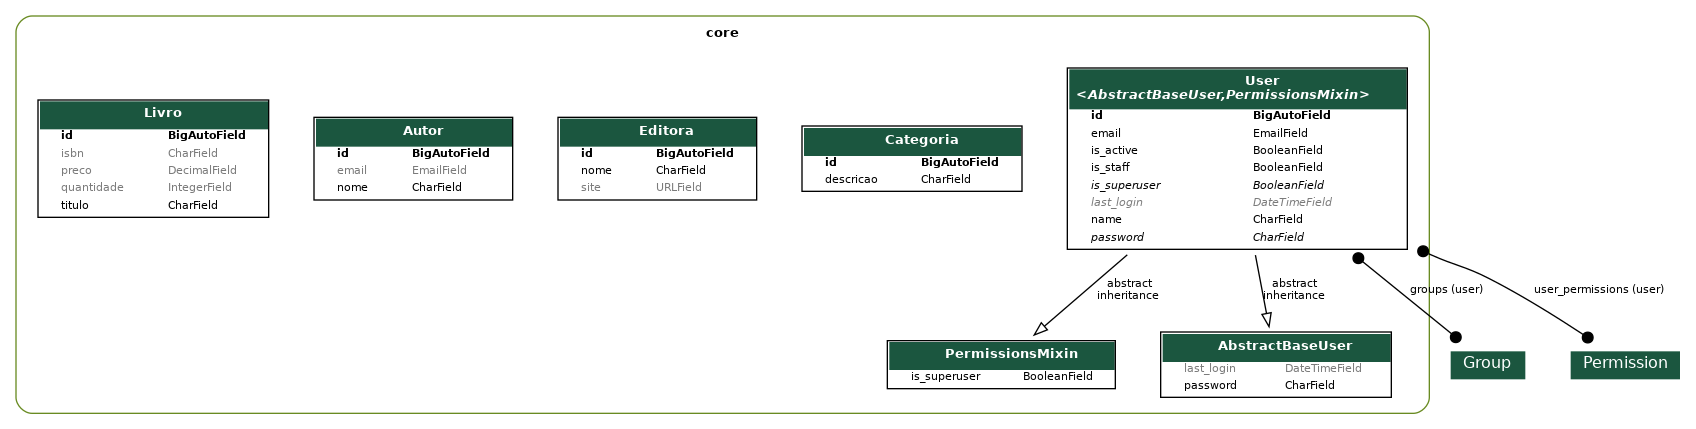 core
Livro
id BigAutoField
isbn CharField
preco DecimalField
quantidade IntegerField
titulo CharField
Autor
id BigAutoField
email EmailField
nome CharField
Editora
id BigAutoField
nome CharField
site URLField
Categoria
id BigAutoField
descricao CharField
User
<AbstractBaseUser,PermissionsMixin>
id BigAutoField
email EmailField
is_active BooleanField
is_staff BooleanField
is_superuser BooleanField
last_login DateTimeField
name CharField
password CharField
abstract
inheritance
abstract
inheritance
groups (user)
user_permissions (user)
PermissionsMixin
is_superuser BooleanField
AbstractBaseUser
last_login DateTimeField
password CharField
Group
Permission